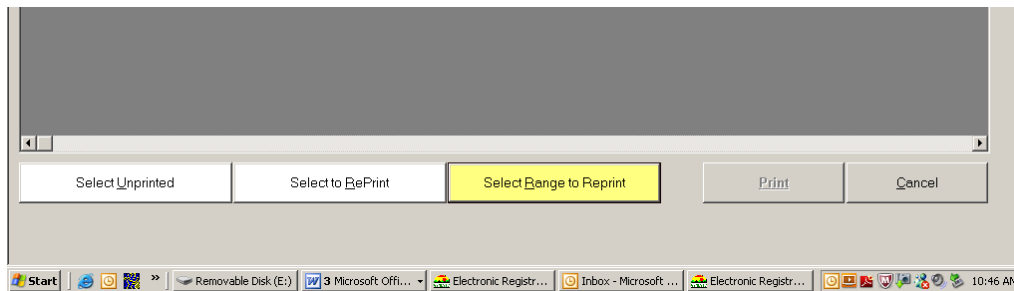 Select Unprinted Select to RePrint Select Range to Reprint Print Cancel
Start » Removable Disk (E:) 3 Microsoft Offi... Electronic Registr... Inbox - Microsoft ... Electronic Registr... 10:46 AM